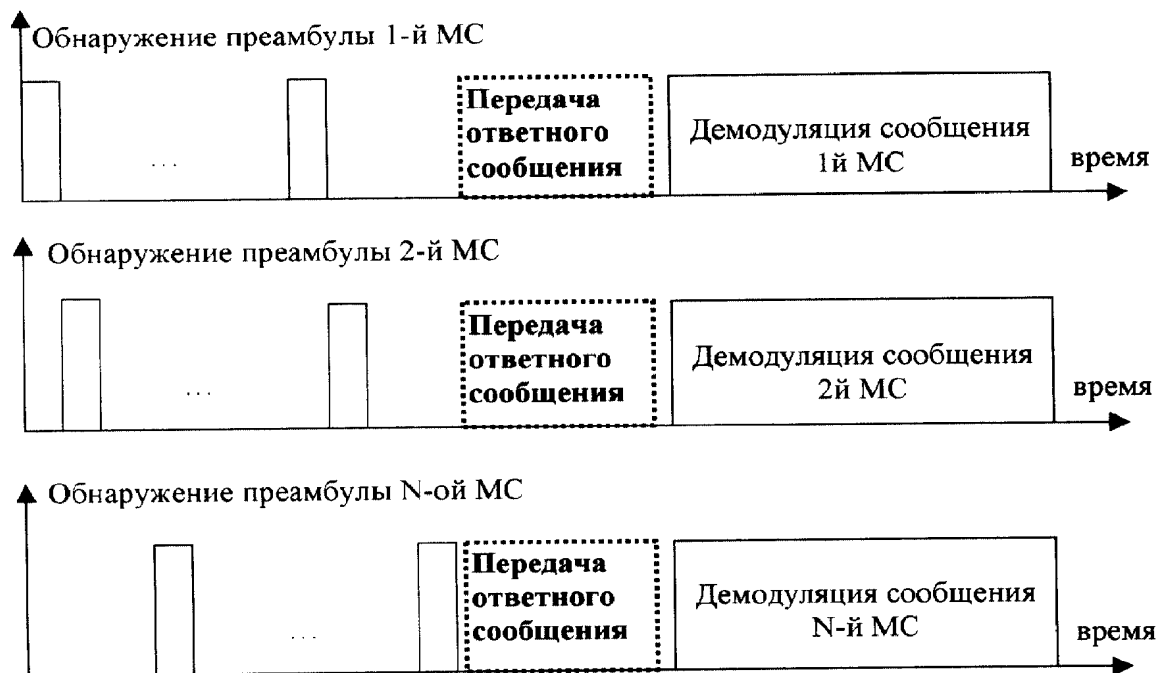 Обнаружение преамбулы 1-й МС
Передача
ответного
сообщения
Демодуляция сообщения
1й МС
время
...
Обнаружение преамбулы 2-й МС
Передача
ответного
сообщения
Демодуляция сообщения
2й МС
время
...
Обнаружение преамбулы N-ой МС
Передача
ответного
сообщения
Демодуляция сообщения
N-й МС
время
...